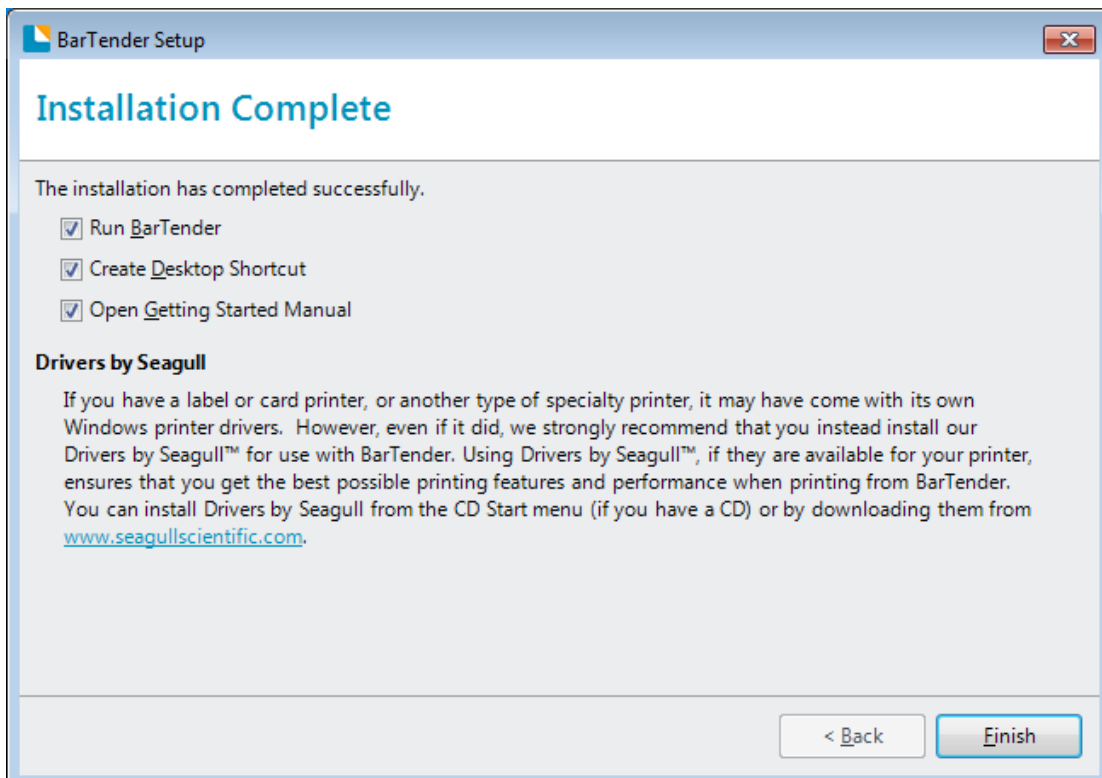 BarTender Setup
Installation Complete
The installation has completed successfully.
Run BarTender
Create Desktop Shortcut
Open Getting Started Manual
Drivers by Seagull
If you have a label or card printer, or another type of specialty printer, it may have come with its own
Windows printer drivers.  However, even if it did, we strongly recommend that you instead install our
Drivers by Seagull™ for use with BarTender. Using Drivers by Seagull™, if they are available for your printer,
ensures that you get the best possible printing features and performance when printing from BarTender.
You can install Drivers by Seagull from the CD Start menu (if you have a CD) or by downloading them from
www.seagullscientific.com.
< Back
Finish